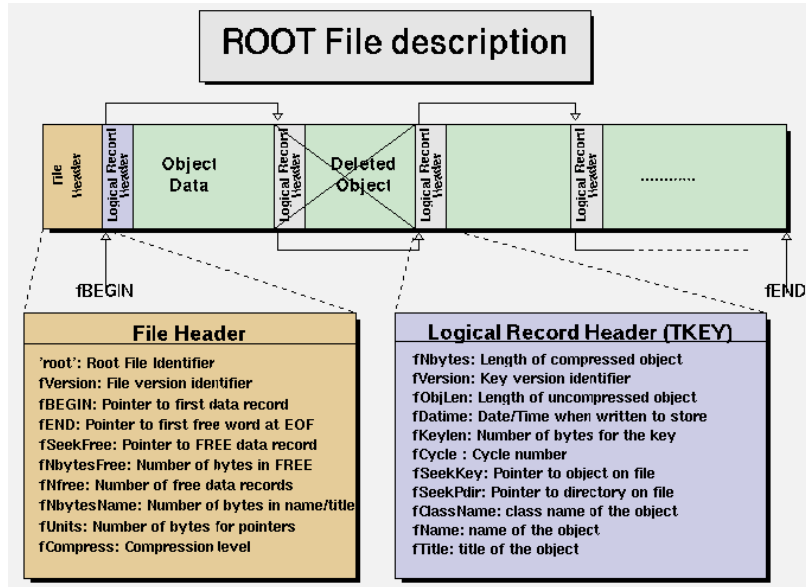 ROOT File description
File
Header
Logical Record
Header
Object
Data
Logical Record
Header
Deleted
Object
Logical Record
Header
Logical Record
Header
...........
fBEGIN
fEND
File Header
'root': Root File Identifier
fVersion: File version identifier
fBEGIN: Pointer to first data record
fEND: Pointer to first free word at EOF
fSeekFree: Pointer to FREE data record
fNbytesFree: Number of bytes in FREE
fNfree: Number of free data records
fNbytesName: Number of bytes in name/title
fUnits: Number of bytes for pointers
fCompress: Compression level
Logical Record Header (TKEY)
fNbytes: Length of compressed object
fVersion: Key version identifier
fObjLen: Length of uncompressed object
fDatime: Date/Time when written to store
fKeylen: Number of bytes for the key
fCycle : Cycle number
fSeekKey: Pointer to object on file
fSeekPdir: Pointer to directory on file
fClassName: class name of the object
fName: name of the object
fTitle: title of the object